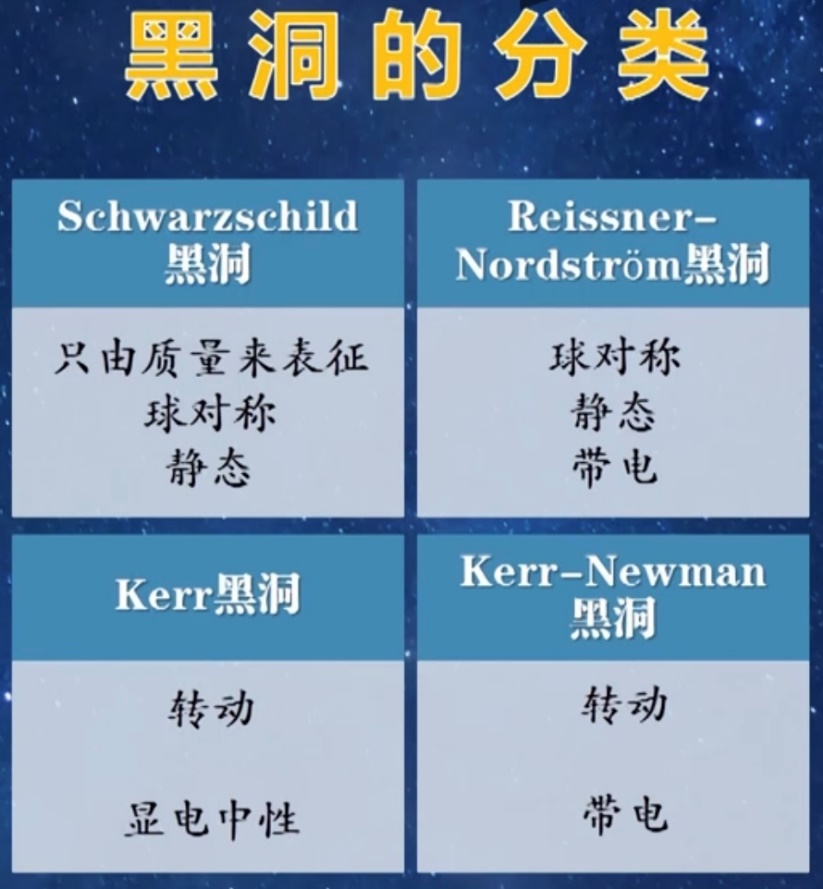 黑洞的分类
Schwarzschild
黑洞
只由质量来表征
球对称
静态
Reissner-
Nordström黑洞
球对称
静态
带电
Kerr黑洞
转动
显电中性
Kerr-Newman
黑洞
转动
带电